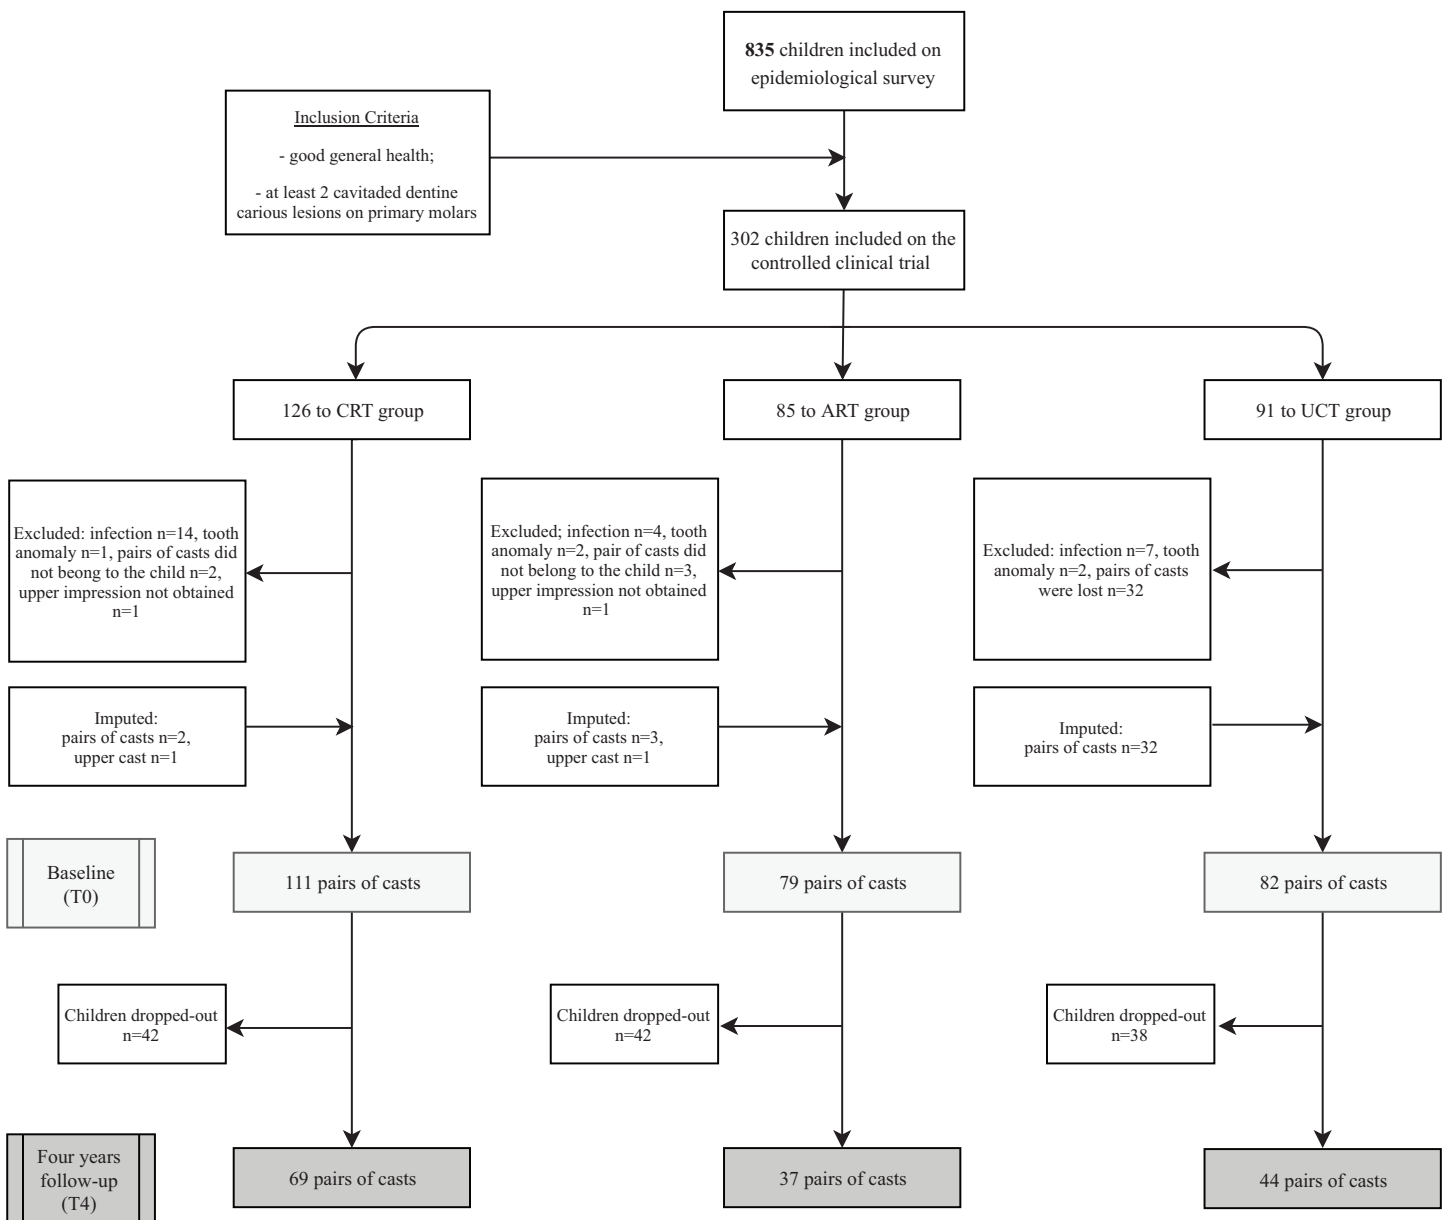 835 children included on
epidemiological survey
Inclusion Criteria
- good general health;
- at least 2 cavitaded dentine
carious lesions on primary molars
302 children included on the
controlled clinical trial
126 to CRT group
85 to ART group
91 to UCT group
Excluded: infection n=14, tooth
anomaly n=1, pairs of casts did
not beong to the child n=2,
upper impression not obtained
n=1
Excluded; infection n=4, tooth
anomaly n=2, pair of casts did
not belong to the child n=3,
upper impression not obtained
n=1
Excluded: infection n=7, tooth
anomaly n=2, pairs of casts
were lost n=32
Imputed:
pairs of casts n=2,
upper cast n=1
Imputed:
pairs of casts n=3,
upper cast n=1
Imputed:
pairs of casts n=32
Baseline
(T0)
111 pairs of casts
79 pairs of casts
82 pairs of casts
Children dropped-out
n=42
Children dropped-out
n=42
Children dropped-out
n=38
Four years
follow-up
(T4)
69 pairs of casts
37 pairs of casts
44 pairs of casts